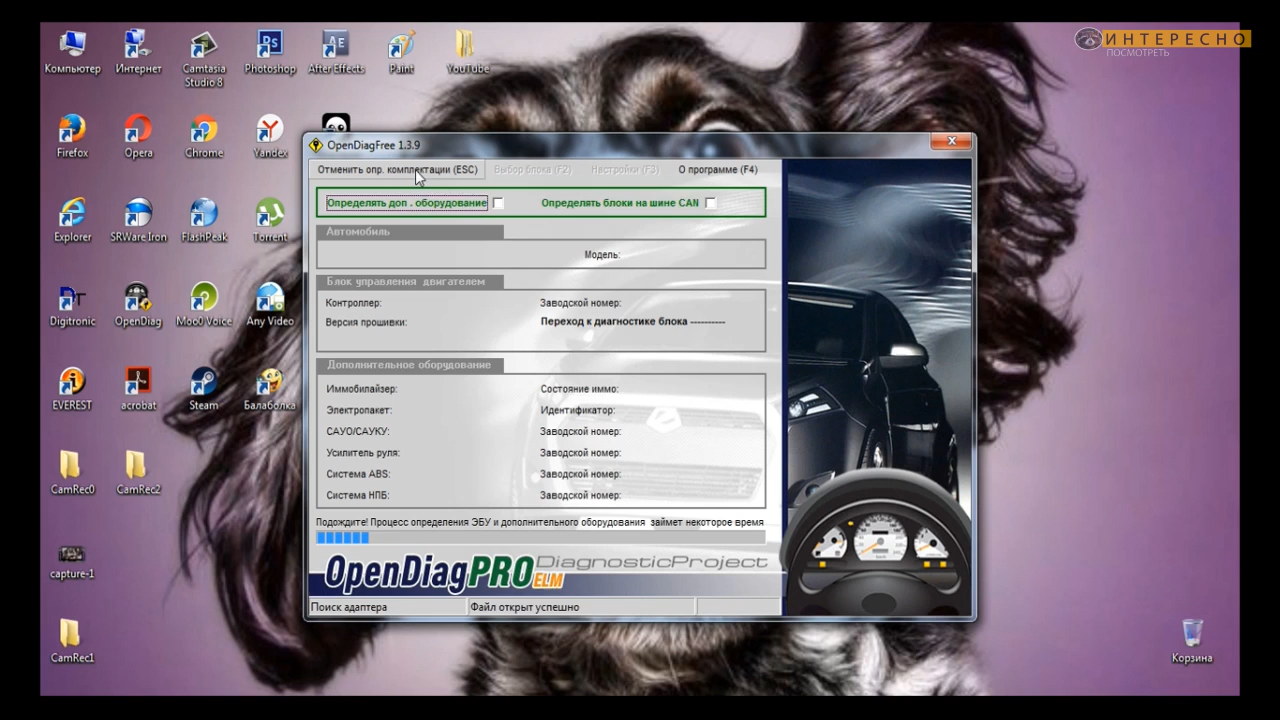 Компьютер
Интернет
Camtasia
Studio 8
Photoshop
After Effects
Paint
YouTube
ИНТЕРЕСНО
ПОСМОТРЕТЬ
Firefox
Opera
Chrome
Yandex
Explorer
SRWare Iron
FlashPeak
Torrent
Digitronic
OpenDiag
Moo0 Voice
Any Video
EVEREST
acrobat
Steam
Балаболка
CamRec0
CamRec2
capture-1
CamRec1
OpenDiagFree 1.3.9
Отменить опр. комплектации (ESC)
Выбор блока (F2)
Настройки (F3)
О программе (F4)
Определять доп . оборудование
Определять блоки на шине CAN
Автомобиль
Модель:
Блок управления двигателем
Контроллер:
Заводской номер:
Версия прошивки:
Переход к диагностике блока ----------
Дополнительное оборудование
Иммобилайзер:
Состояние иммо:
Электропакет:
Идентификатор:
САУО/САУКУ:
Заводской номер:
Усилитель руля:
Заводской номер:
Система ABS:
Заводской номер:
Система НПБ:
Заводской номер:
Подождите! Процесс определения ЭБУ и дополнительного оборудования займет некоторое время
OpenDiagPRO ELM
DiagnosticProject
Поиск адаптера
Файл открыт успешно
Корзина